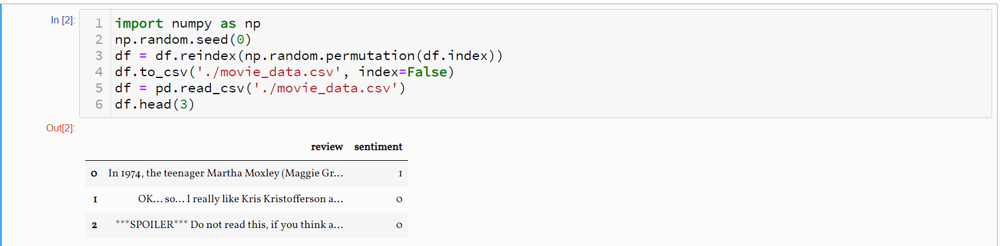 In [2]:
1 import numpy as np
2 np.random.seed(0)
3 df = df.reindex(np.random.permutation(df.index))
4 df.to_csv('./movie_data.csv', index=False)
5 df = pd.read_csv('./movie_data.csv')
6 df.head(3)
Out[2]:
review sentiment
0 In 1974, the teenager Martha Moxley (Maggie Gr... 1
1 OK... so... I really like Kris Kristofferson a... 0
2 ***SPOILER*** Do not read this, if you think a... 0